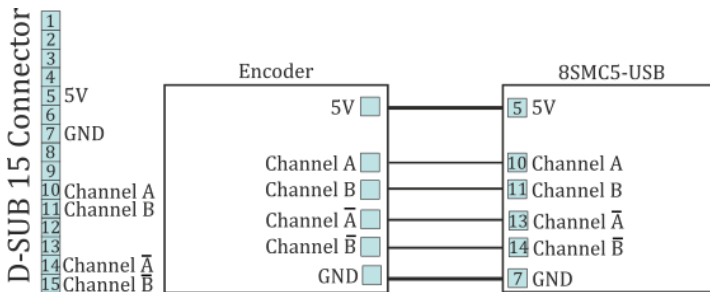 D-SUB 15 Connector
1
2
3
4
5 5V
6
7 GND
8
9
10 Channel A
11 Channel B
12
13
14 Channel A̅
15 Channel B̅
Encoder
5V
Channel A
Channel B
Channel A̅
Channel B̅
GND
8SMC5-USB
5 5V
10 Channel A
11 Channel B
13 Channel A̅
14 Channel B̅
7 GND